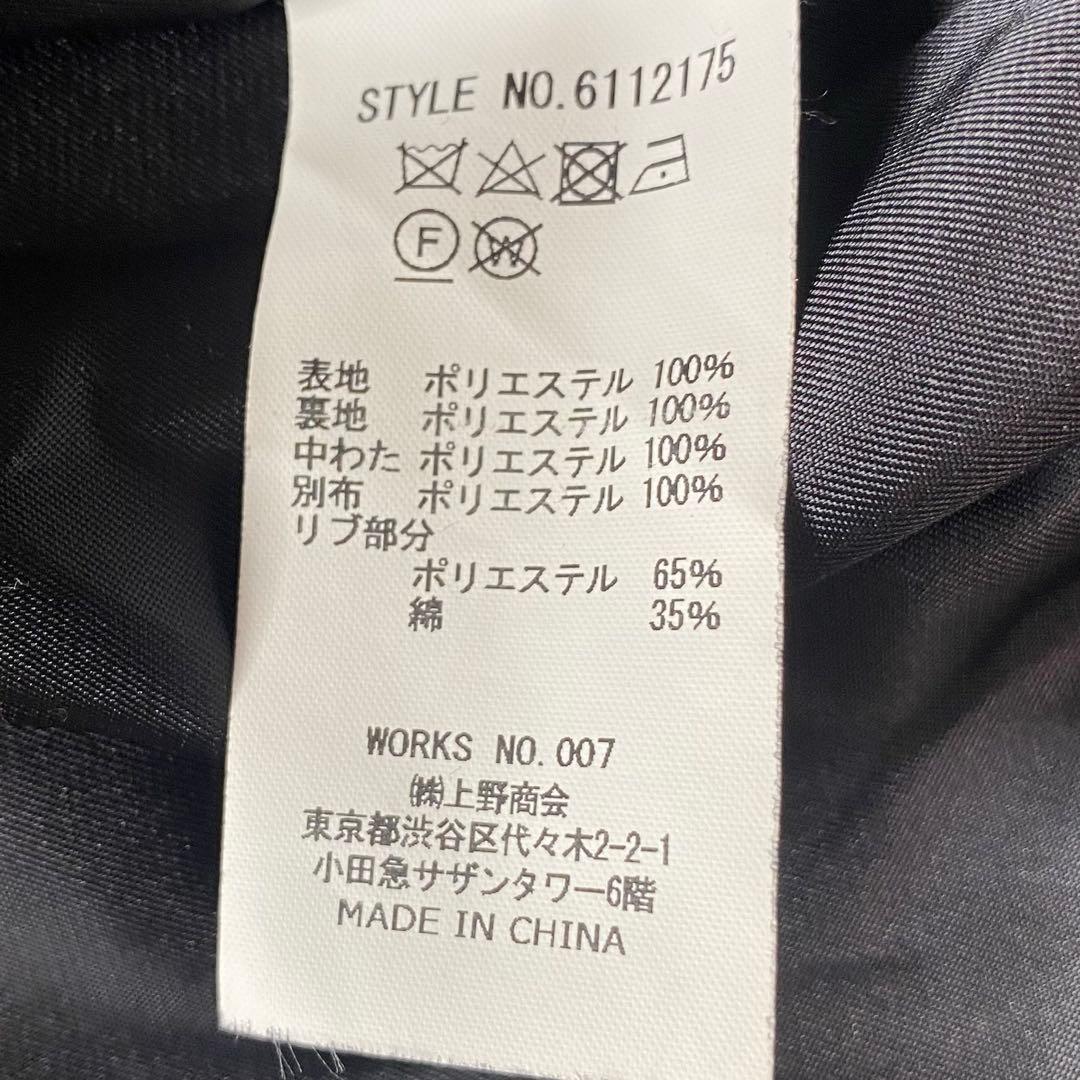 STYLE NO.6112175
F W
表地 ポリエステル 100%
裏地 ポリエステル 100%
中わた ポリエステル 100%
別布 ポリエステル 100%
リブ部分
ポリエステル 65%
綿 35%
WORKS NO.007
㈱上野商会
東京都渋谷区代々木2-2-1
小田急サザンタワー6階
MADE IN CHINA